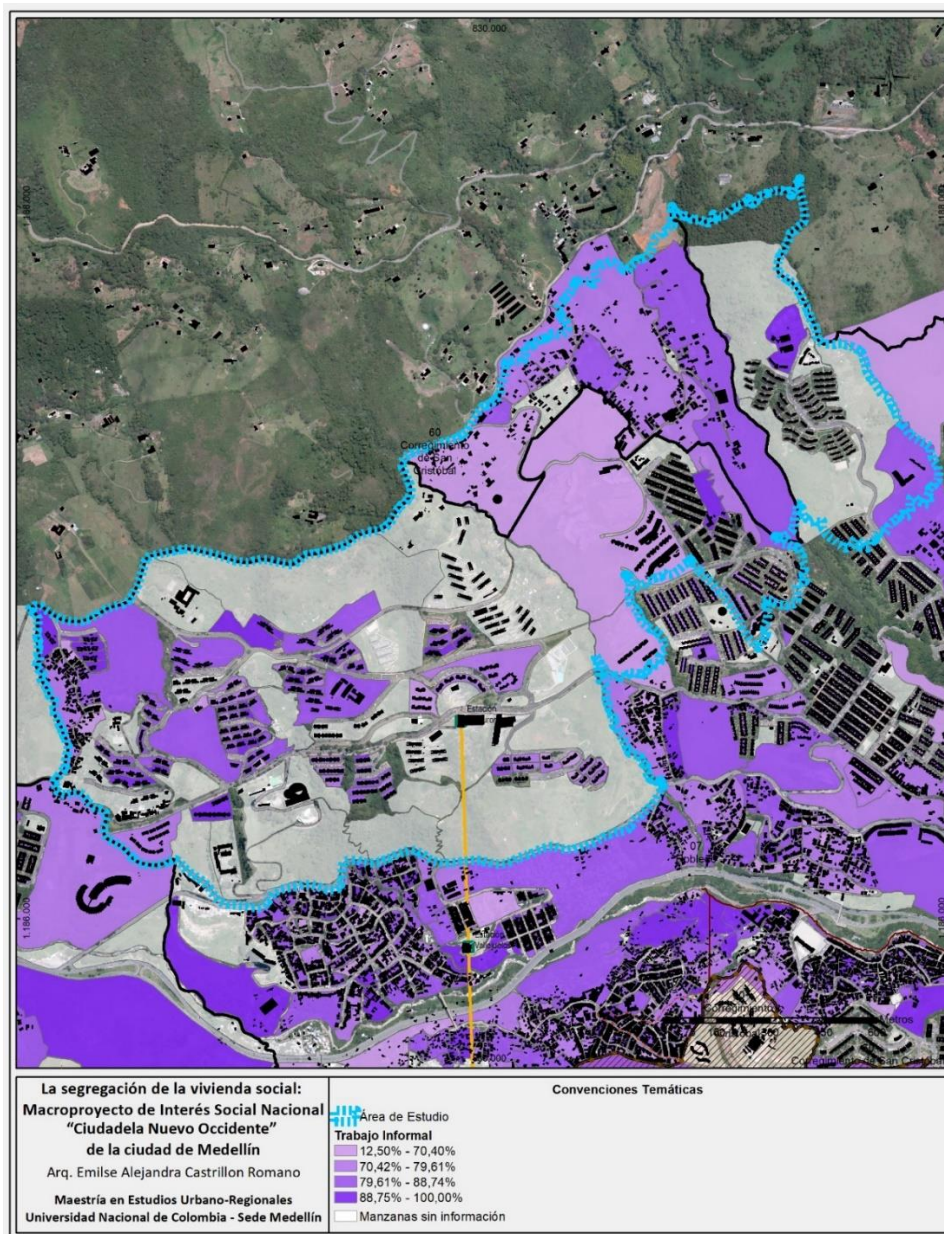 830.000
60
Corregimiento
de San
Cristóbal
Estación
07
1.186.000
Metros
Corregimiento de San Cristóbal
La segregación de la vivienda social:
Macroproyecto de Interés Social Nacional
“Ciudadela Nuevo Occidente”
de la ciudad de Medellín
Arq. Emilse Alejandra Castrillon Romano
Maestría en Estudios Urbano-Regionales
Universidad Nacional de Colombia - Sede Medellín
Convenciones Temáticas
Área de Estudio
Trabajo Informal
12,50% - 70,40%
70,42% - 79,61%
79,61% - 88,74%
88,75% - 100,00%
Manzanas sin información